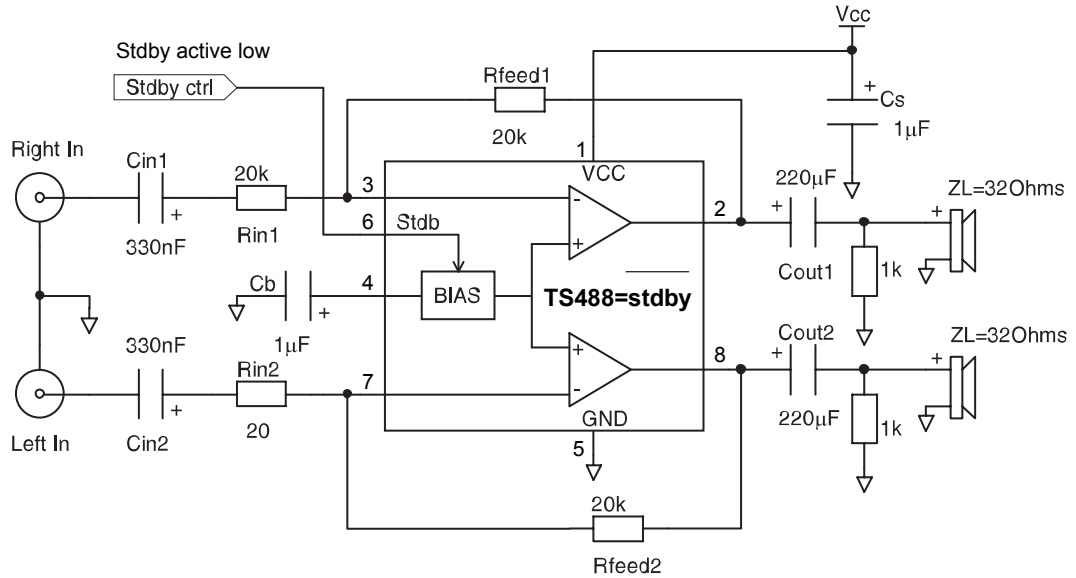 Vcc
Stdby active low
Stdby ctrl
Rfeed1
20k
+
Cs
1µF
Right In
Cin1
20k
3
1
VCC
-
220µF
ZL=32Ohms
+
330nF
Rin1
6
Stdb
+
2
+
Cout1
1k
+
Cb
4
BIAS
TS488=stdby
1µF
+
330nF
Rin2
7
+
8
Cout2
+
ZL=32Ohms
+
Left In
Cin2
+
20
-
GND
5
220µF
1k
20k
Rfeed2